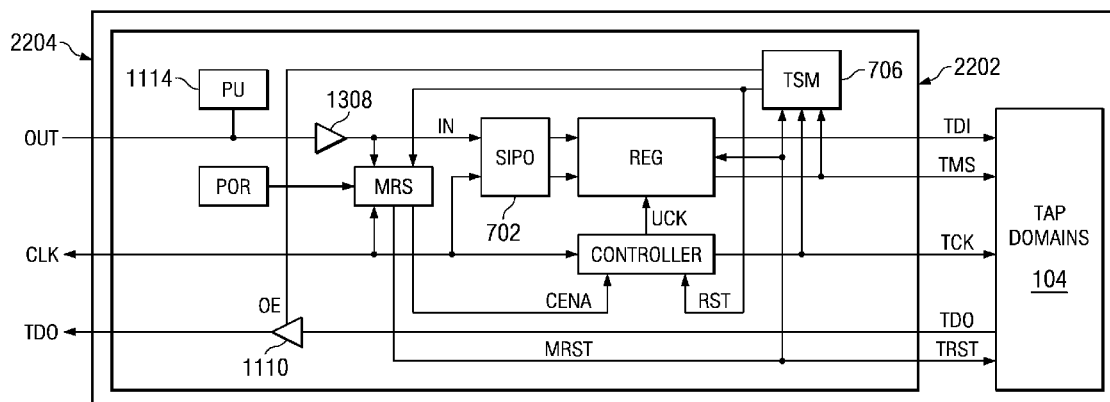 2204
1114
PU
TSM
706
2202
1308
OUT
IN
SIPO
REG
TDI
POR
MRS
TMS
702
UCK
TAP
DOMAINS
104
CLK
CONTROLLER
TCK
CENA
RST
OE
TDO
TDO
1110
MRST
TRST